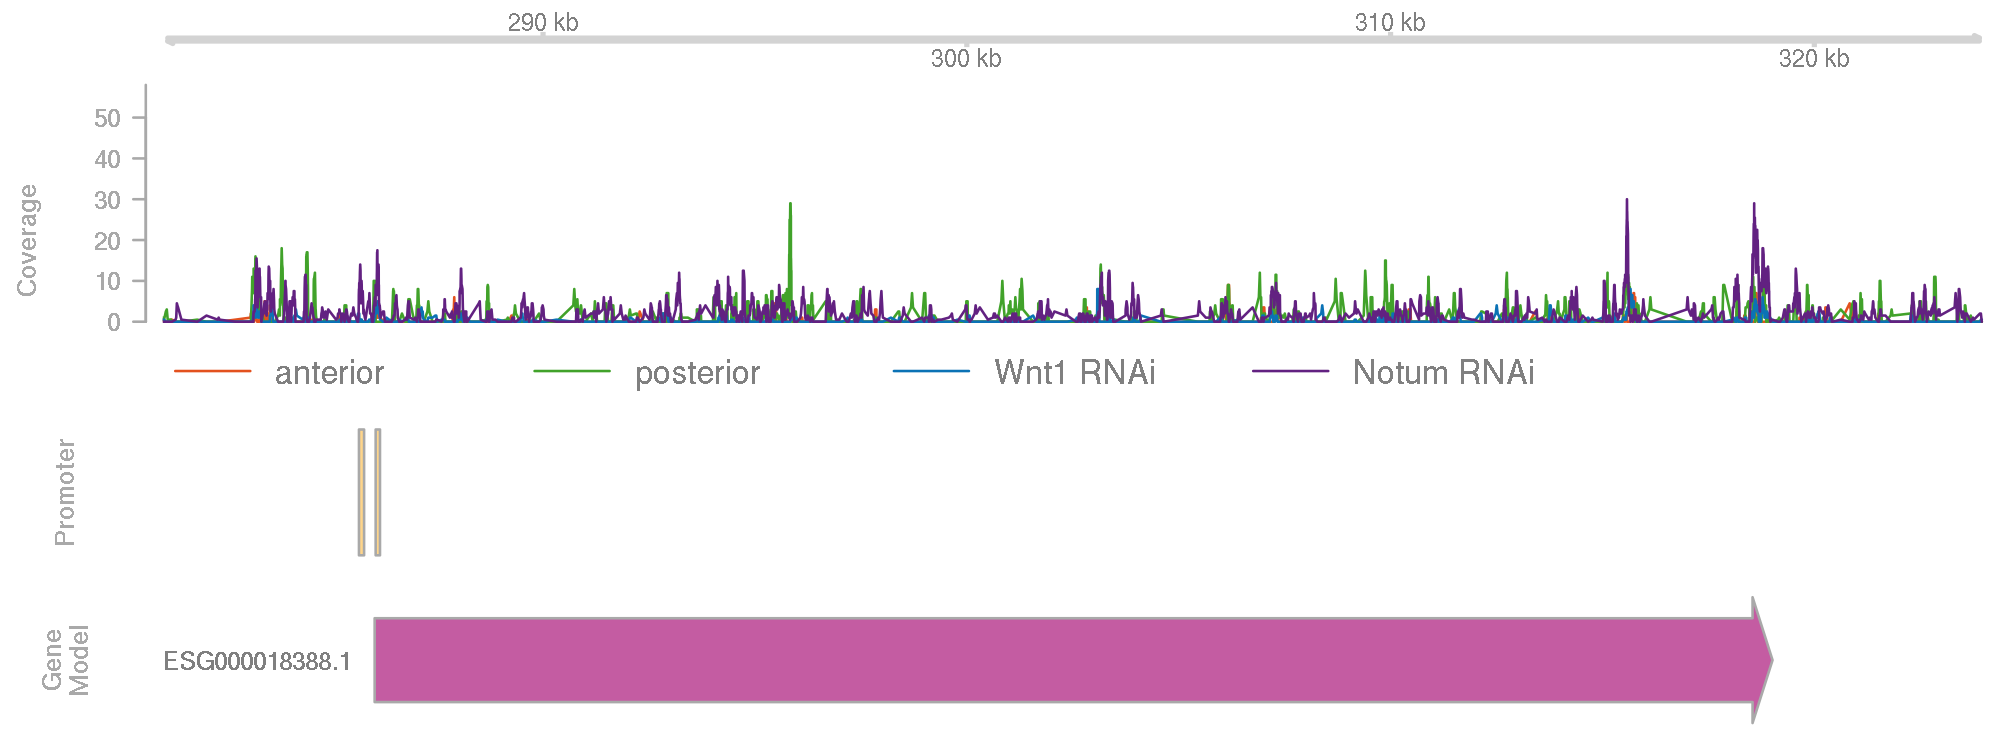 290 kb
310 kb
300 kb
320 kb
Coverage
50
40
30
20
10
0
anterior
posterior
Wnt1 RNAi
Notum RNAi
Promoter
Gene
Model
ESG000018388.1